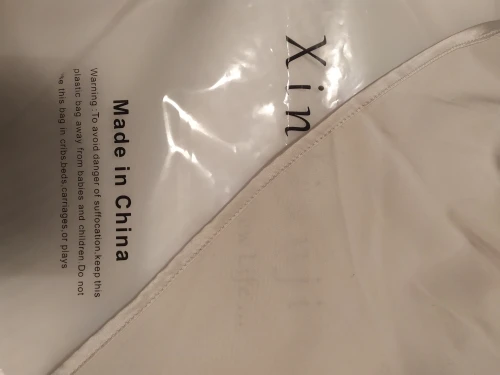 Xin
Made in China
Warning: To avoid danger of suffocation,keep this
plastic bag away from babies and children.Do not
this bag in cribs,beds,carriages,or plays